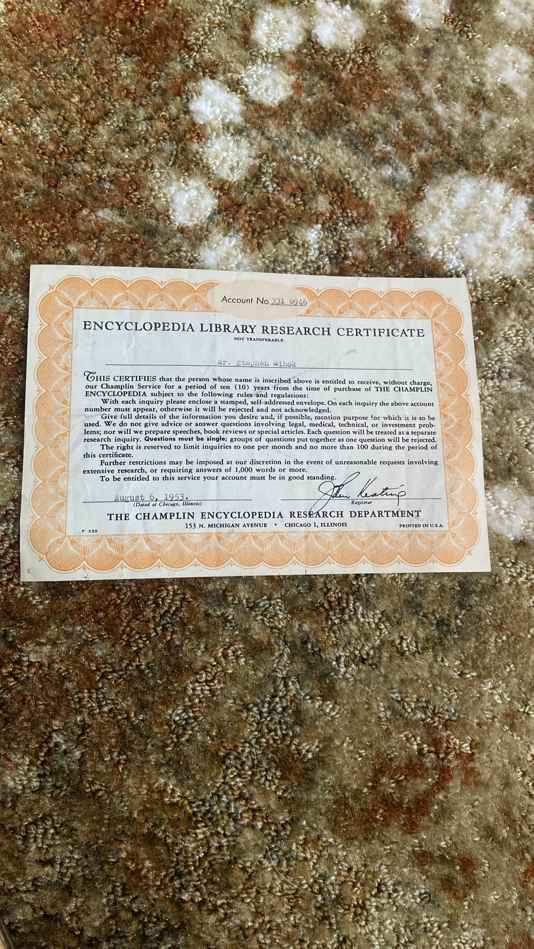 Account No. 331 9946
ENCYCLOPEDIA LIBRARY RESEARCH CERTIFICATE
NOT TRANSFERABLE
Mr. Stephen
THIS CERTIFIES that the person whose name is inscribed above is entitled to receive, without charge,
our Champlin Service for a period of ten (10) years from the time of purchase of THE CHAMPLIN
ENCYCLOPEDIA subject to the following rules and regulations:
With each inquiry please enclose a stamped, self-addressed envelope. On each inquiry the above account
number must appear, otherwise it will be rejected and not acknowledged.
Give full details of the information you desire and, if possible, mention purpose for which it is to be
used. We do not give advice or answer questions involving legal, medical, technical, or investment prob-
lems; nor will we prepare speeches, book reviews or special articles. Each question will be treated as a separate
research inquiry. Questions must be single; groups of questions put together as one question will be rejected.
The right is reserved to limit inquiries to one per month and no more than 100 during the period of
this certificate.
Further restrictions may be imposed at our discretion in the event of unreasonable requests involving
extensive research, or requiring answers of 1,000 words or more.
To be entitled to this service your account must be in good standing.
August 6, 1953.
(Dated at Chicago, Illinois)
John Keating
Registrar
THE CHAMPLIN ENCYCLOPEDIA RESEARCH DEPARTMENT
153 N. MICHIGAN AVENUE • CHICAGO 1, ILLINOIS
PRINTED IN U.S.A.